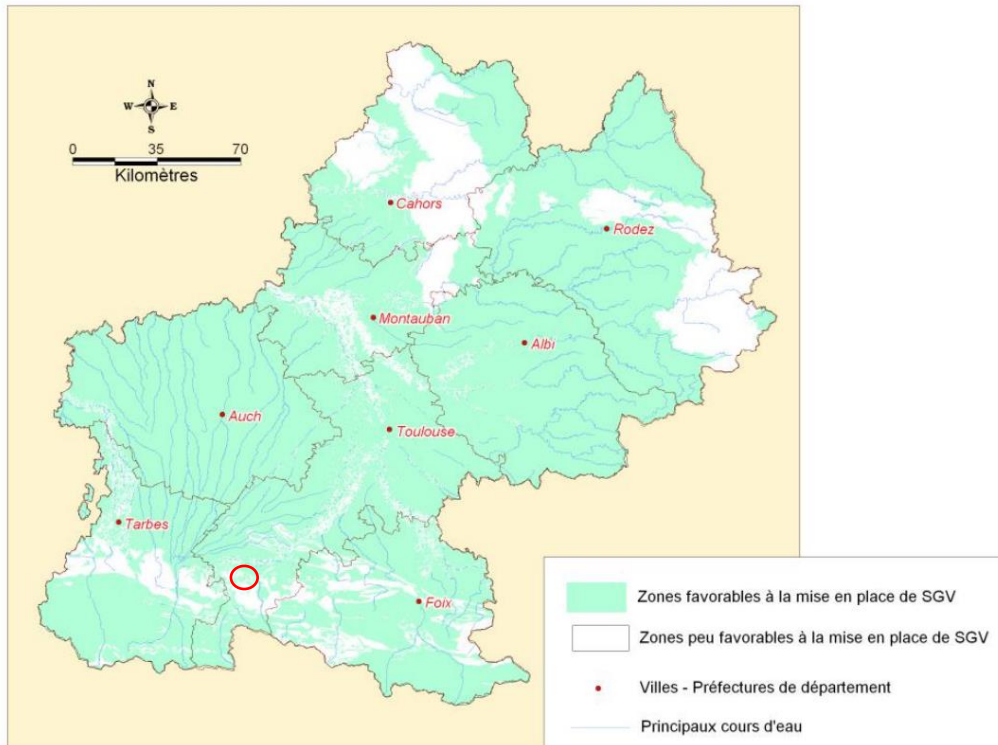 N
W E
S
0 35 70
Kilomètres
Cahors
Rodez
Montauban
Albi
Auch
Toulouse
Tarbes
Foix
Zones favorables à la mise en place de SGV
Zones peu favorables à la mise en place de SGV
Villes - Préfectures de département
Principaux cours d'eau